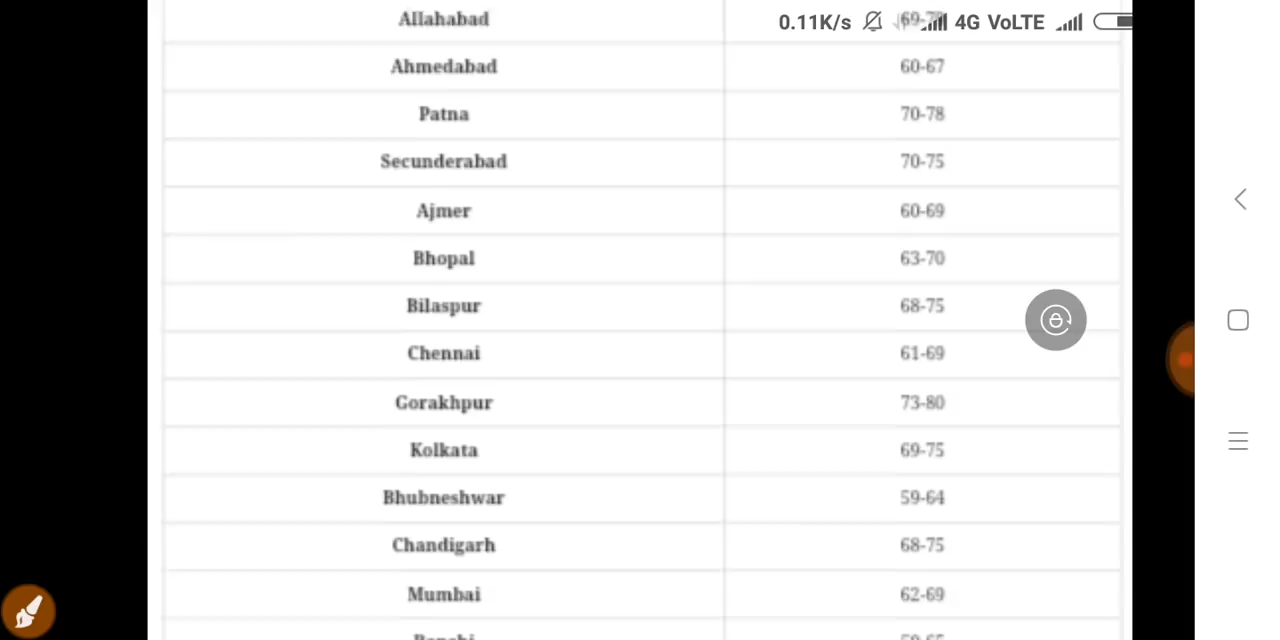 0.11K/s 4G VoLTE
Allahabad
Ahmedabad 60-67
Patna 70-78
Secunderabad 70-75
Ajmer 60-69
Bhopal 63-70
Bilaspur 68-75
Chennai 61-69
Gorakhpur 73-80
Kolkata 69-75
Bhubneshwar 59-64
Chandigarh 68-75
Mumbai 62-69